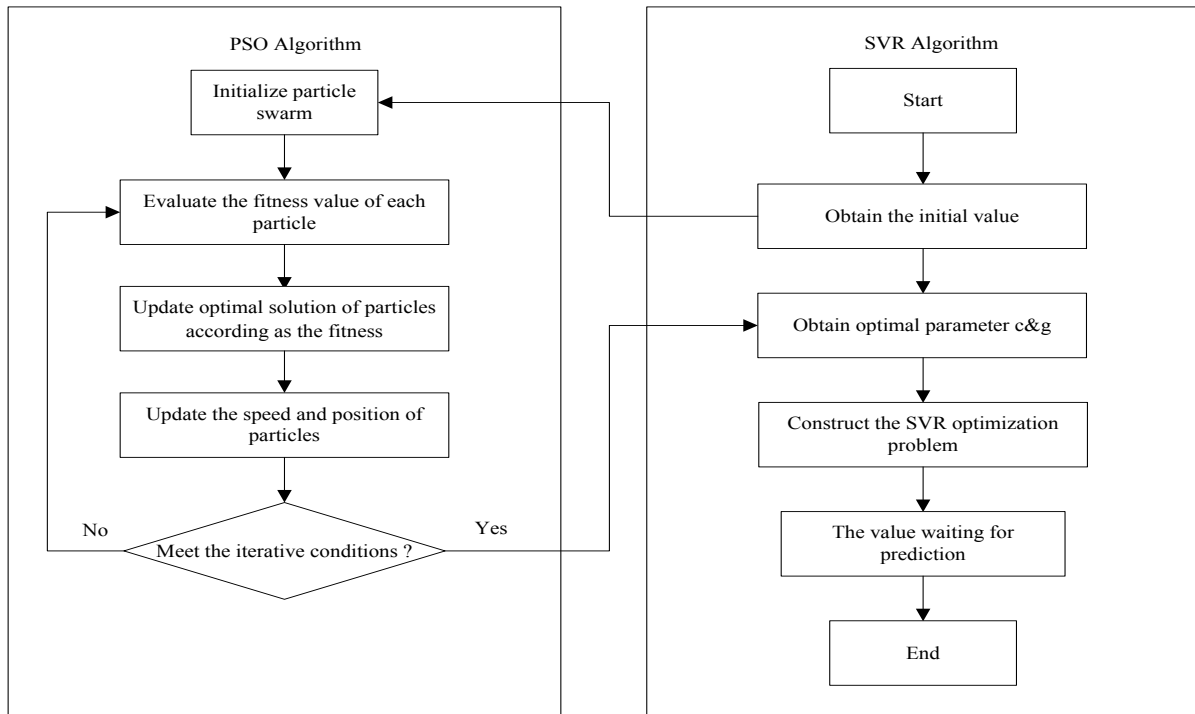 PSO Algorithm
Initialize particle
swarm
Evaluate the fitness value of each
particle
Update optimal solution of particles
according as the fitness
Update the speed and position of
particles
No
Meet the iterative conditions ?
Yes
SVR Algorithm
Start
Obtain the initial value
Obtain optimal parameter c&g
Construct the SVR optimization
problem
The value waiting for
prediction
End